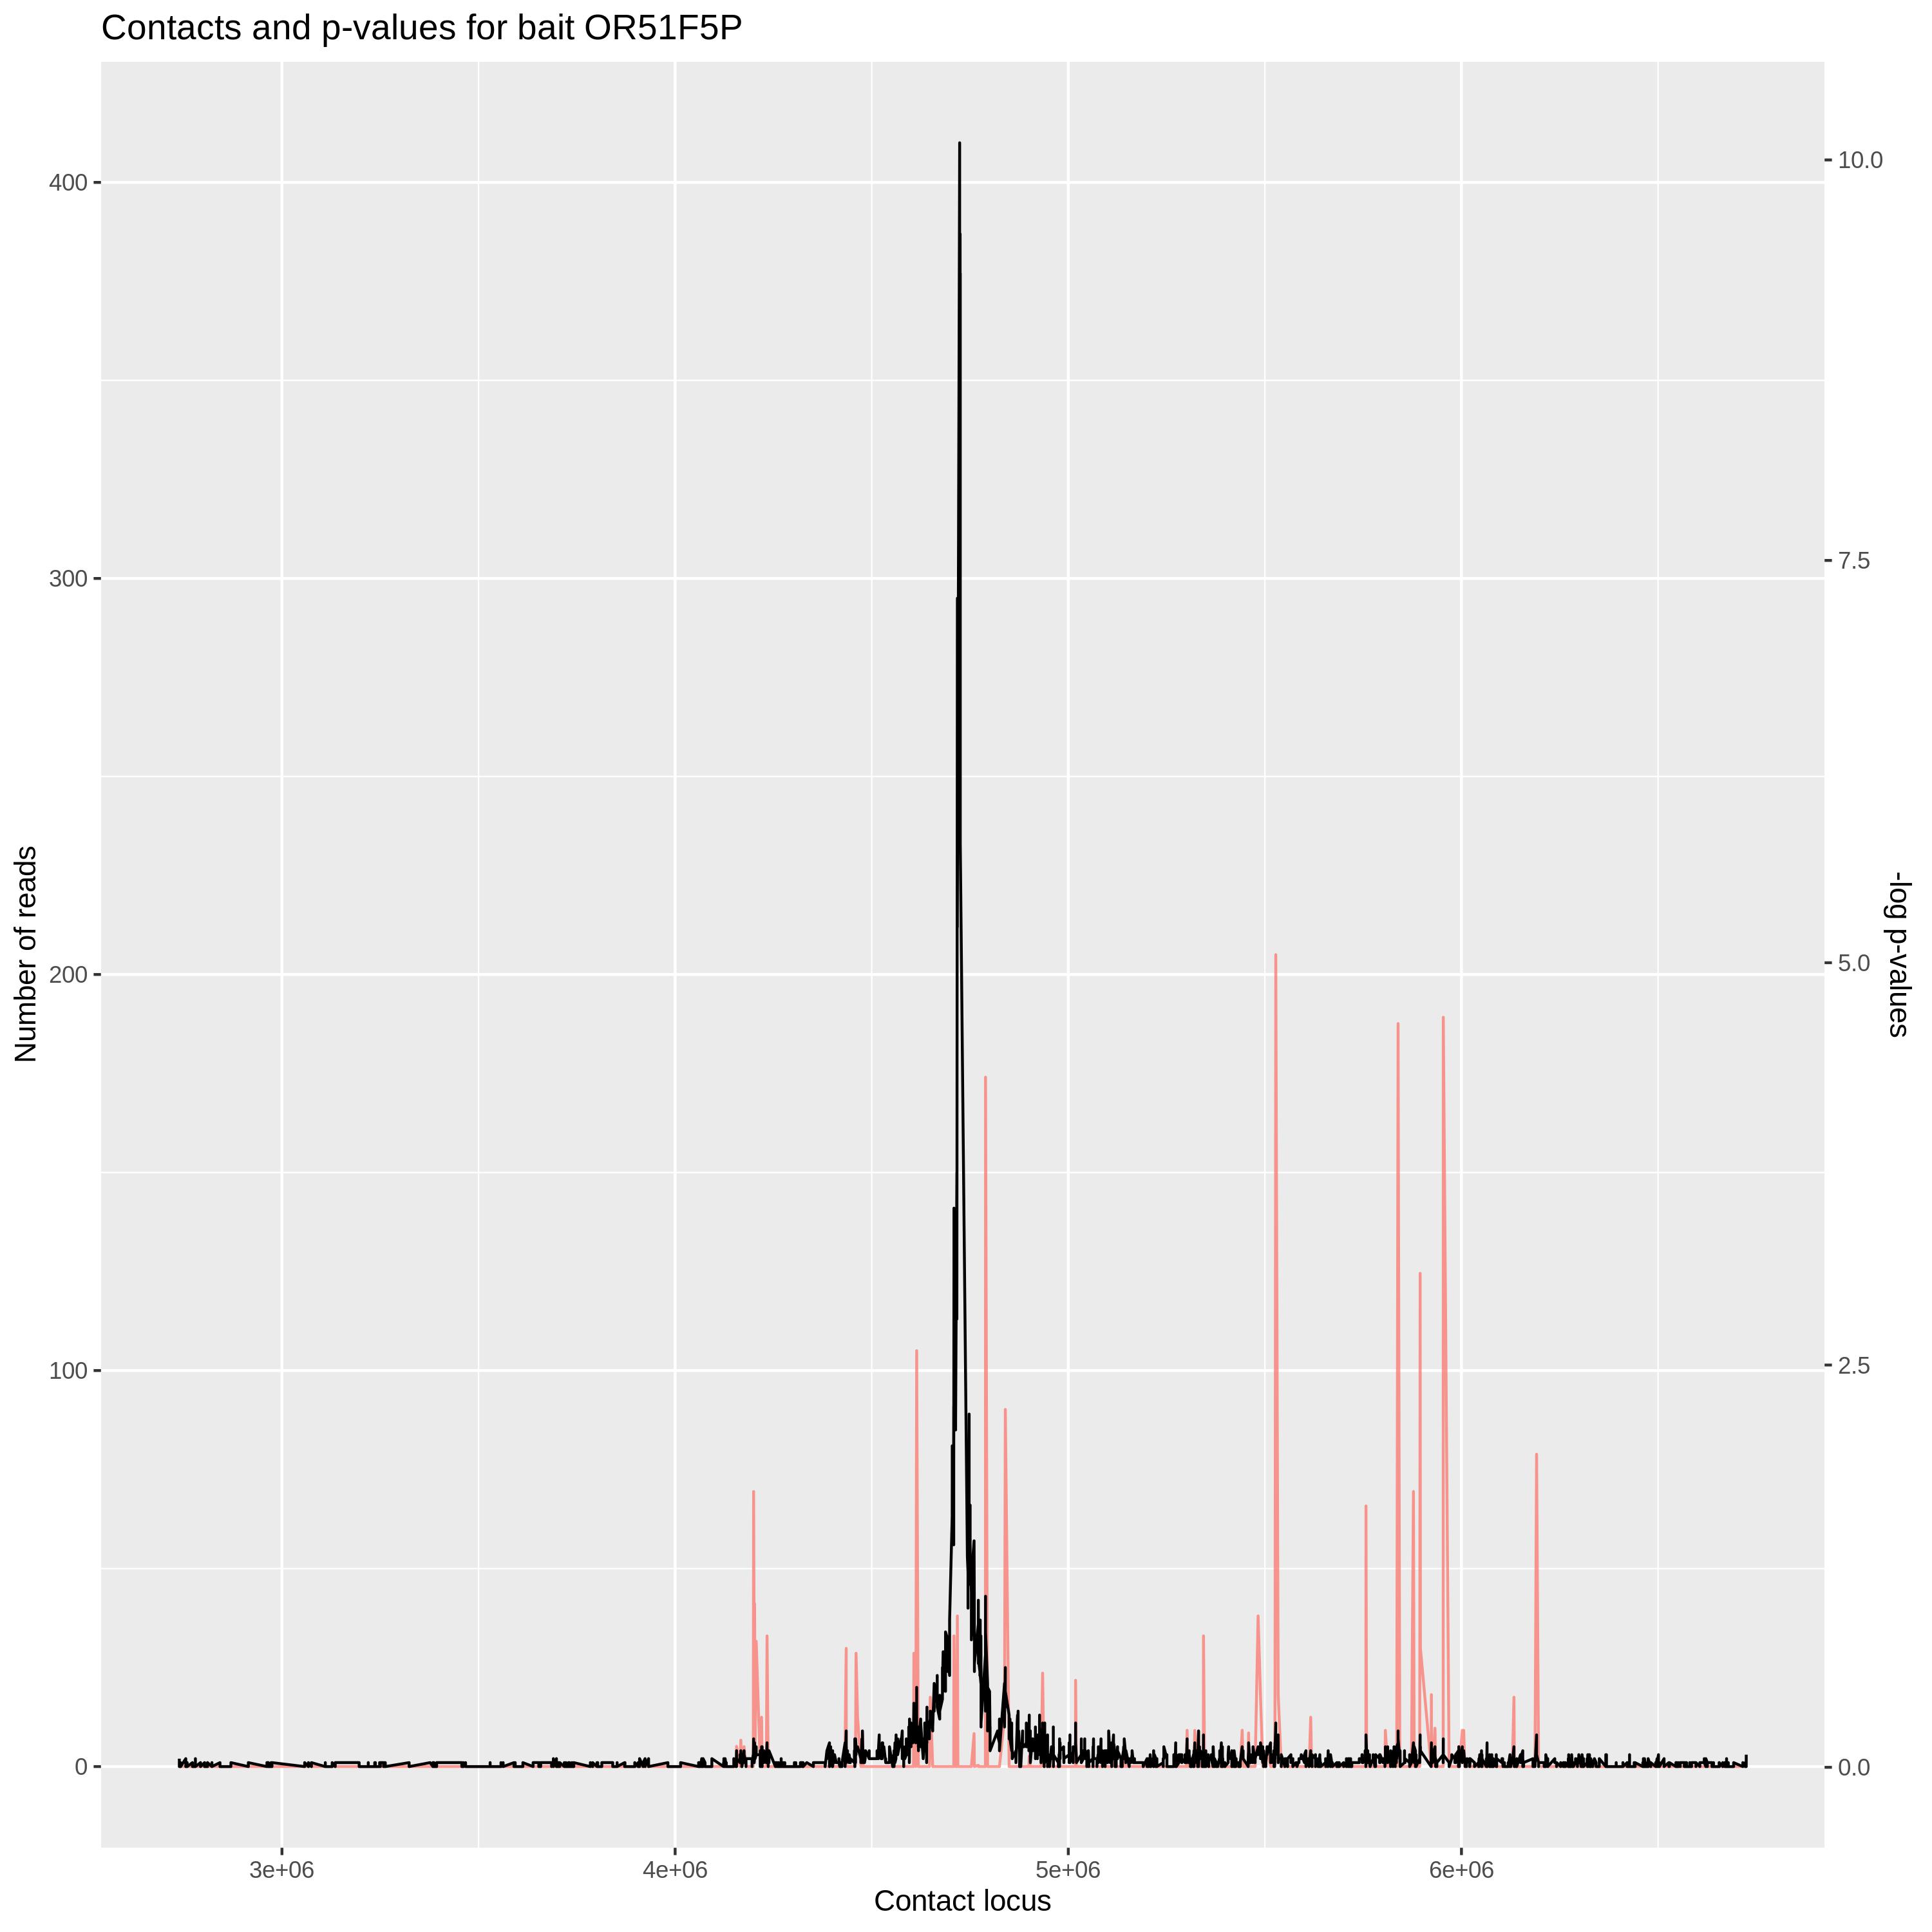 Contacts and p-values for bait OR51F5P
400
300
200
100
0
Number of reads
10.0
7.5
5.0
2.5
0.0
-log p-values
3e+06
4e+06
5e+06
6e+06
Contact locus